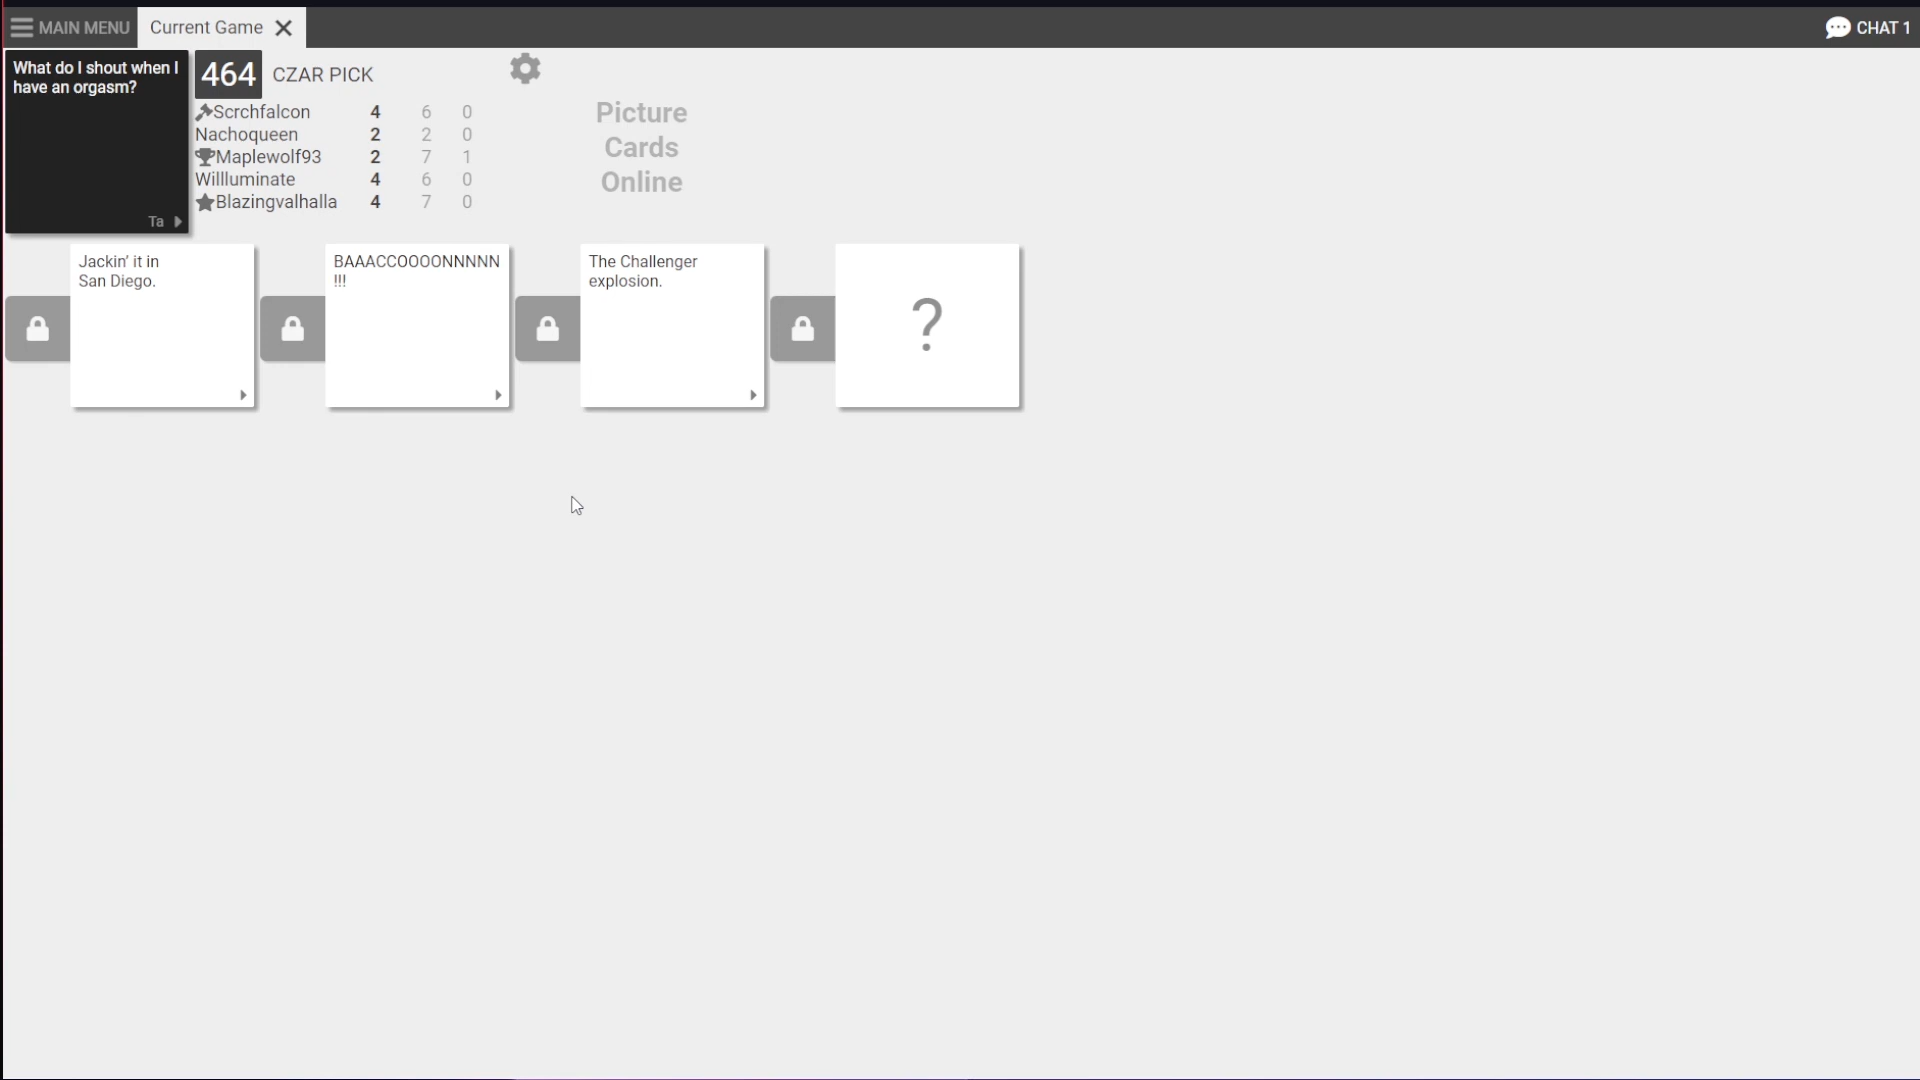 MAIN MENU
Current Game
CHAT 1
What do I shout when I
have an orgasm?
Ta
464 CZAR PICK
Scrchfalcon 4 6 0
Nachoqueen 2 2 0
Maplewolf93 2 7 1
Willluminate 4 6 0
Blazingvalhalla 4 7 0
Picture
Cards
Online
Jackin' it in
San Diego.
BAAACCOOOONNNNN
!!!
The Challenger
explosion.
?